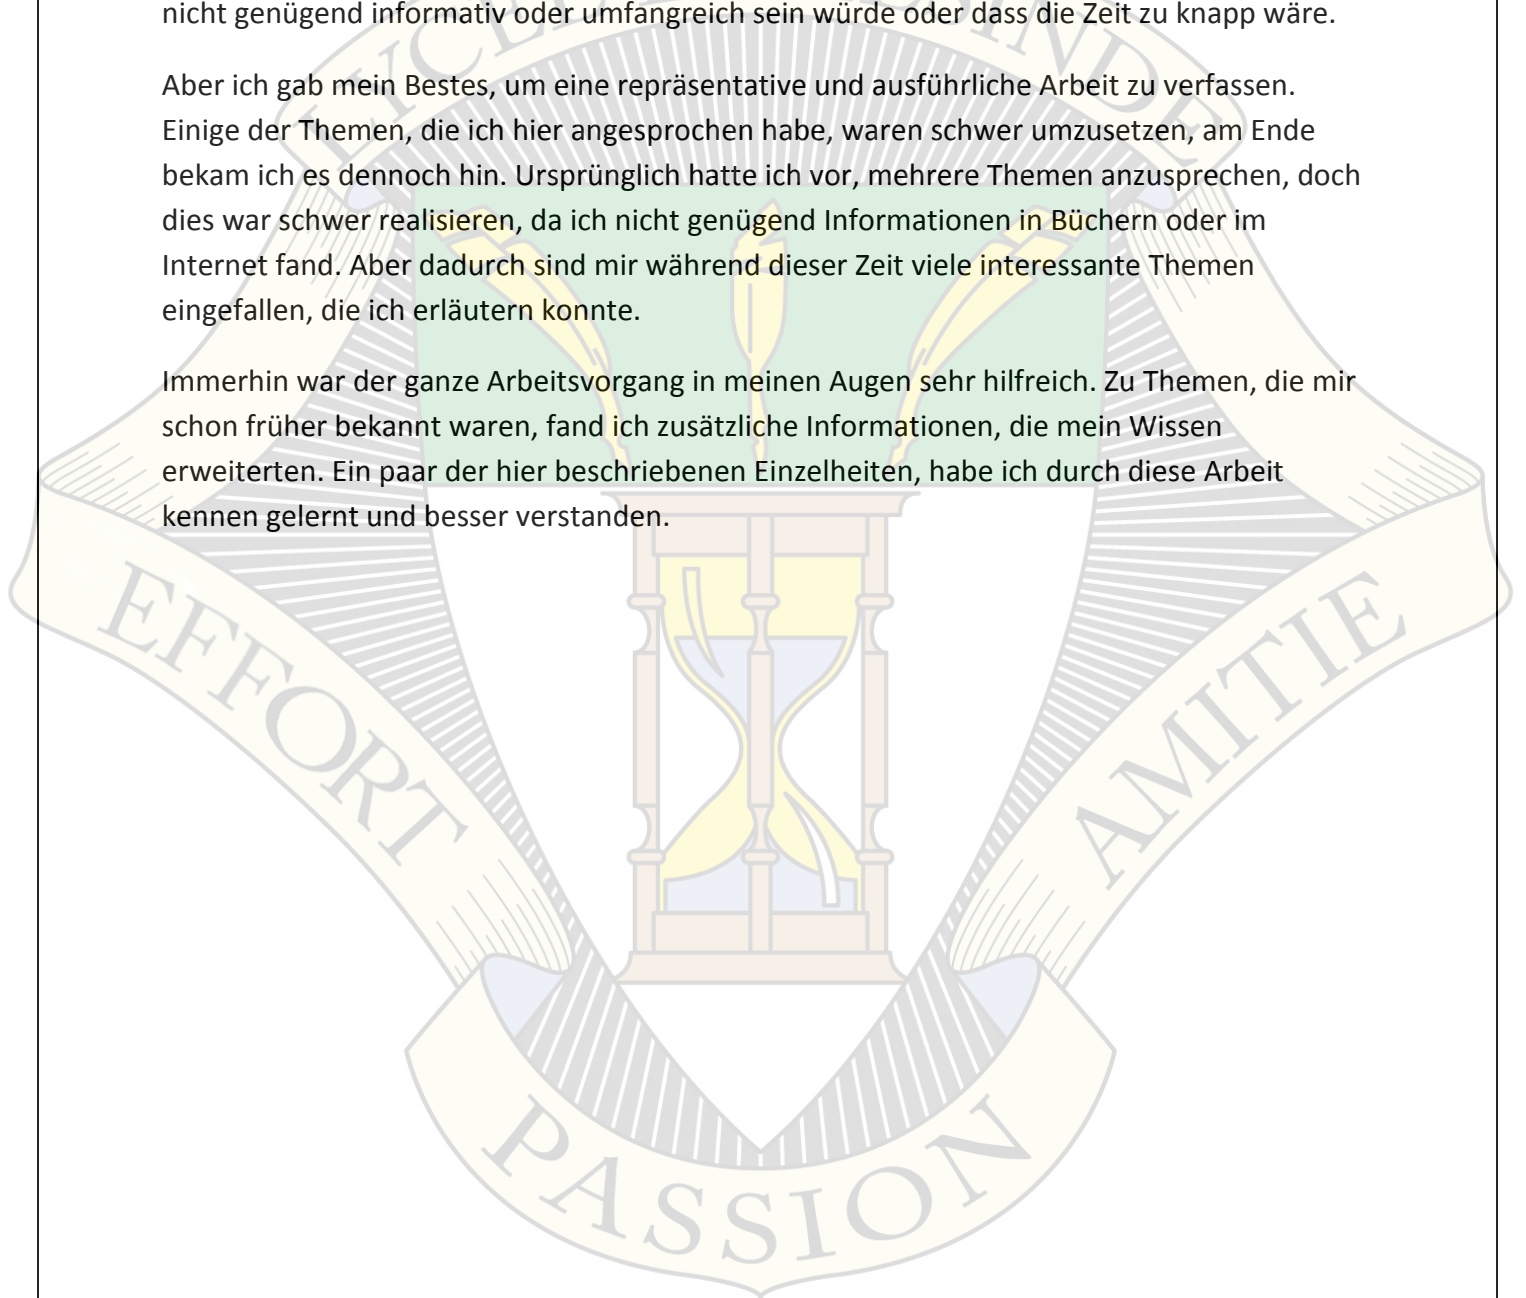 nicht genügend informativ oder umfangreich sein würde oder dass die Zeit zu knapp wäre.
Aber ich gab mein Bestes, um eine repräsentative und ausführliche Arbeit zu verfassen.
Einige der Themen, die ich hier angesprochen habe, waren schwer umzusetzen, am Ende
bekam ich es dennoch hin. Ursprünglich hatte ich vor, mehrere Themen anzusprechen, doch
dies war schwer realisieren, da ich nicht genügend Informationen in Büchern oder im
Internet fand. Aber dadurch sind mir während dieser Zeit viele interessante Themen
eingefallen, die ich erläutern konnte.
Immerhin war der ganze Arbeitsvorgang in meinen Augen sehr hilfreich. Zu Themen, die mir
schon früher bekannt waren, fand ich zusätzliche Informationen, die mein Wissen
erweiterten. Ein paar der hier beschriebenen Einzelheiten, habe ich durch diese Arbeit
kennen gelernt und besser verstanden.
EFFORT
AMITIE
PASSION